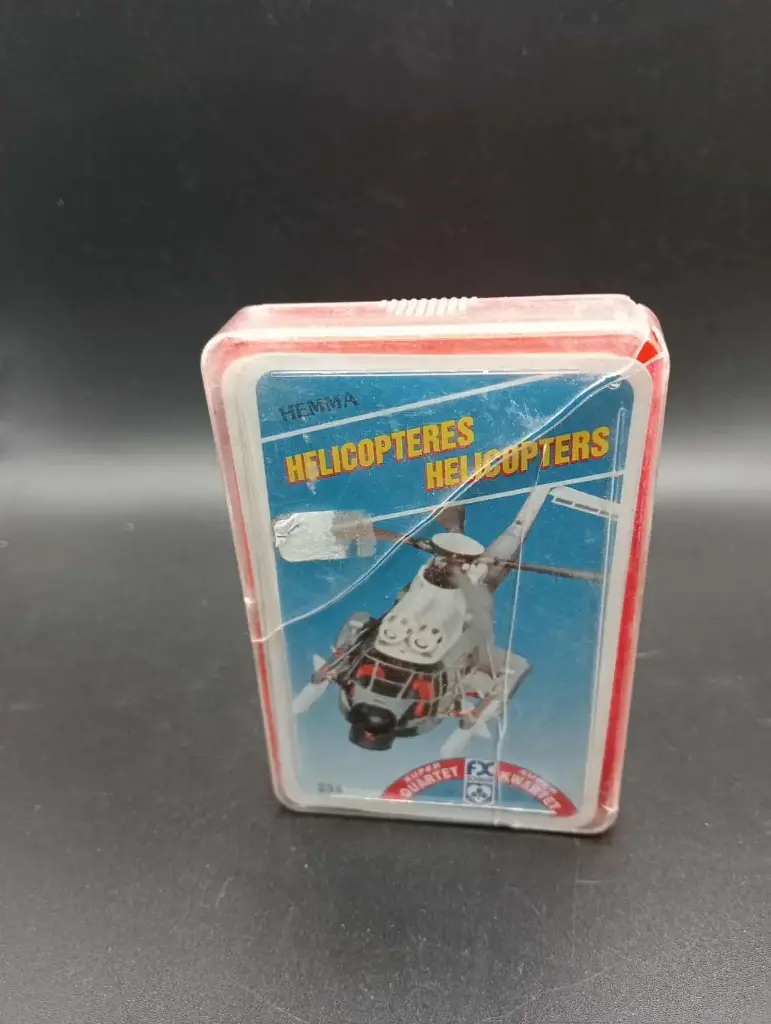 HEMMA
HELICOPTERES
HELICOPTERS
SUPER
QUARTET
FX
SUPER
KWARTET